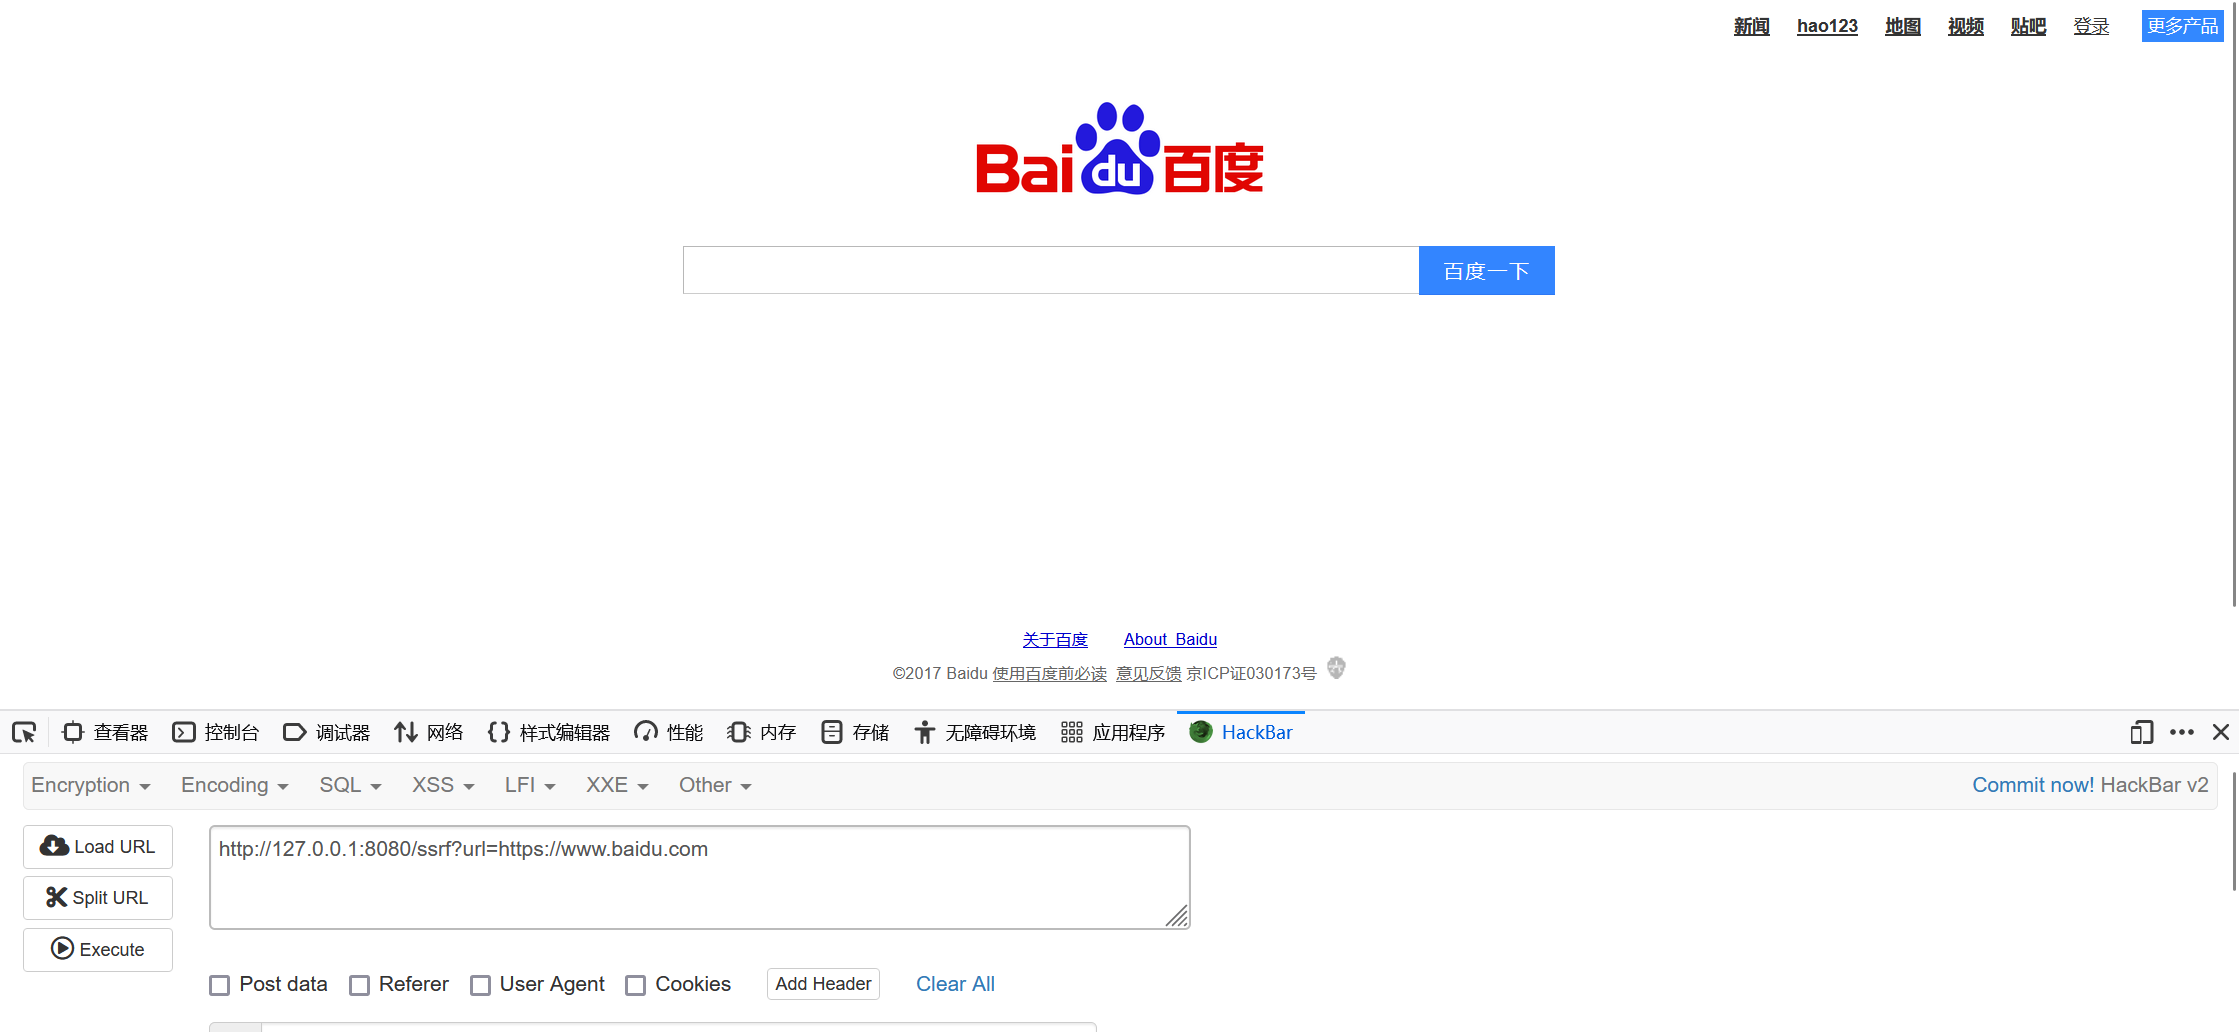 新闻 hao123 地图 视频 贴吧 登录 更多产品
Bai du 百度
百度一下
关于百度 About Baidu
©2017 Baidu 使用百度前必读 意见反馈 京ICP证030173号
查看器 控制台 调试器 网络 样式编辑器 性能 内存 存储 无障碍环境 应用程序 HackBar
Encryption Encoding SQL XSS LFI XXE Other Commit now! HackBar v2
Load URL http://127.0.0.1:8080/ssrf?url=https://www.baidu.com
Split URL
Execute
Post data Referer User Agent Cookies Add Header Clear All